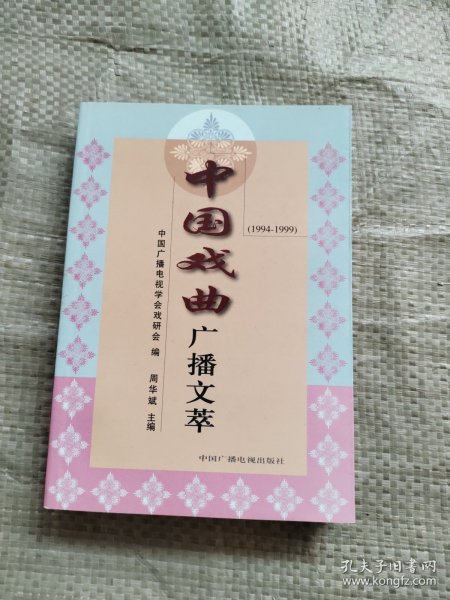 中国戏曲
广播文萃
(1994-1999)
中国广播电视学会戏研会 编
周华斌 主编
中国广播电视出版社
孔夫子旧书网
www.kongfz.com